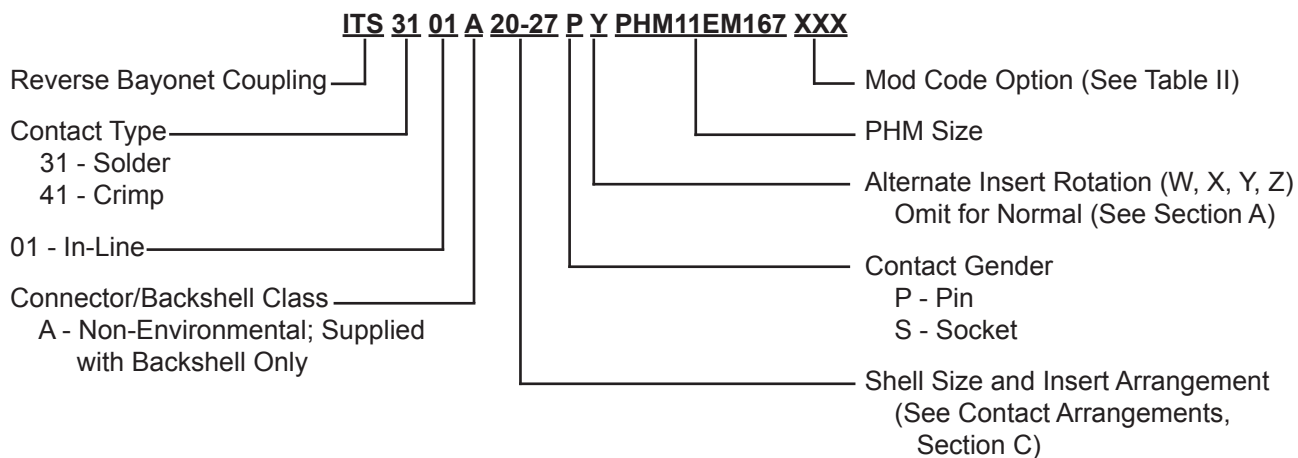 ITS 31 01 A 20-27 P Y PHM11EM167 XXX
Reverse Bayonet Coupling
Contact Type
31 - Solder
41 - Crimp
01 - In-Line
Connector/Backshell Class
A - Non-Environmental; Supplied
with Backshell Only
Mod Code Option (See Table II)
PHM Size
Alternate Insert Rotation (W, X, Y, Z)
Omit for Normal (See Section A)
Contact Gender
P - Pin
S - Socket
Shell Size and Insert Arrangement
(See Contact Arrangements,
Section C)